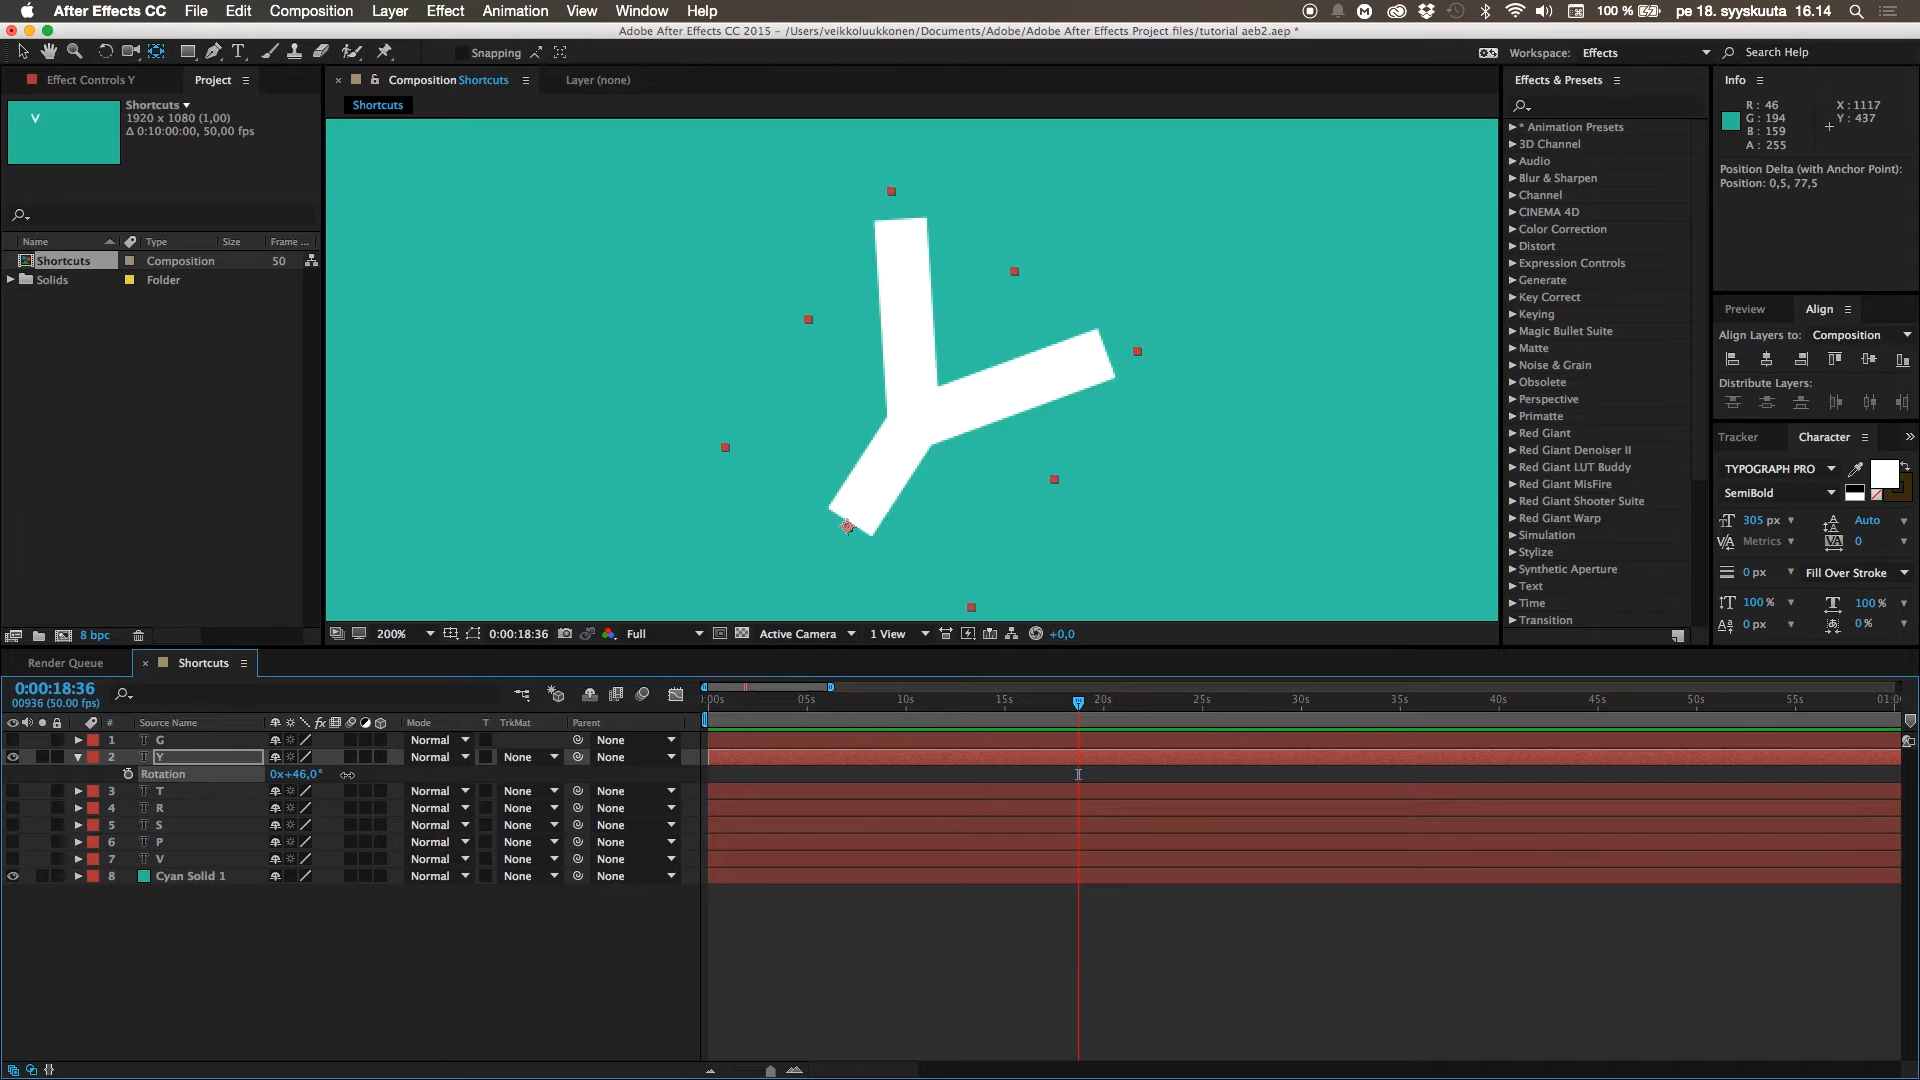 After Effects CC File Edit Composition Layer Effect Animation View Window Help 100 % pe 18. syyskuuta 16.14
Adobe After Effects CC 2015 - /Users/veikkoluukkonen/Documents/Adobe/Adobe After Effects Project files/tutorial aeb2.aep *
T Snapping Workspace: Effects Search Help
Effect Controls Y Project
Composition Shortcuts Layer (none)
Shortcuts
Shortcuts
1920 x 1080 (1,00)
Δ 0:10:00:00, 50,00 fps
V
Name Type Size Frame ...
Shortcuts Composition 50
Solids Folder
8 bpc
Y
200% 0:00:18:36 Full Active Camera 1 View +0,0
Effects & Presets
* Animation Presets
3D Channel
Audio
Blur & Sharpen
Channel
CINEMA 4D
Color Correction
Distort
Expression Controls
Generate
Key Correct
Keying
Magic Bullet Suite
Matte
Noise & Grain
Obsolete
Perspective
Primatte
Red Giant
Red Giant Denoiser II
Red Giant LUT Buddy
Red Giant MisFire
Red Giant Shooter Suite
Red Giant Warp
Simulation
Stylize
Synthetic Aperture
Text
Time
Transition
Info
R : 46 X : 1117
G : 194 Y : 437
B : 159
A : 255
Position Delta (with Anchor Point):
Position: 0,5, 77,5
Preview Align
Align Layers to: Composition
Distribute Layers:
Tracker Character
TYPOGRAPH PRO
SemiBold
305 px Auto
Metrics 0
0 px Fill Over Stroke
100 % 100 %
0 px 0 %
Render Queue Shortcuts
0:00:18:36
00936 (50.00 fps)
:00s 05s 10s 15s 20s 25s 30s 35s 40s 45s 50s 55s 01:0
# Source Name fx Mode T TrkMat Parent
1 T G Normal None
2 T Y Normal None None
Rotation 0x+46,0°
3 T T Normal None None
4 T R Normal None None
5 T S Normal None None
6 T P Normal None None
7 T V Normal None None
8 Cyan Solid 1 Normal None None